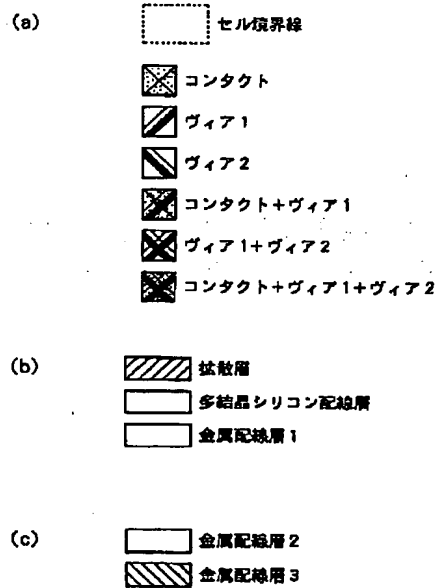 (a)
セル境界線
コンタクト
ヴィア1
ヴィア2
コンタクト+ヴィア1
ヴィア1+ヴィア2
コンタクト+ヴィア1+ヴィア2
(b)
拡散層
多結晶シリコン配線層
金属配線層1
(c)
金属配線層2
金属配線層3